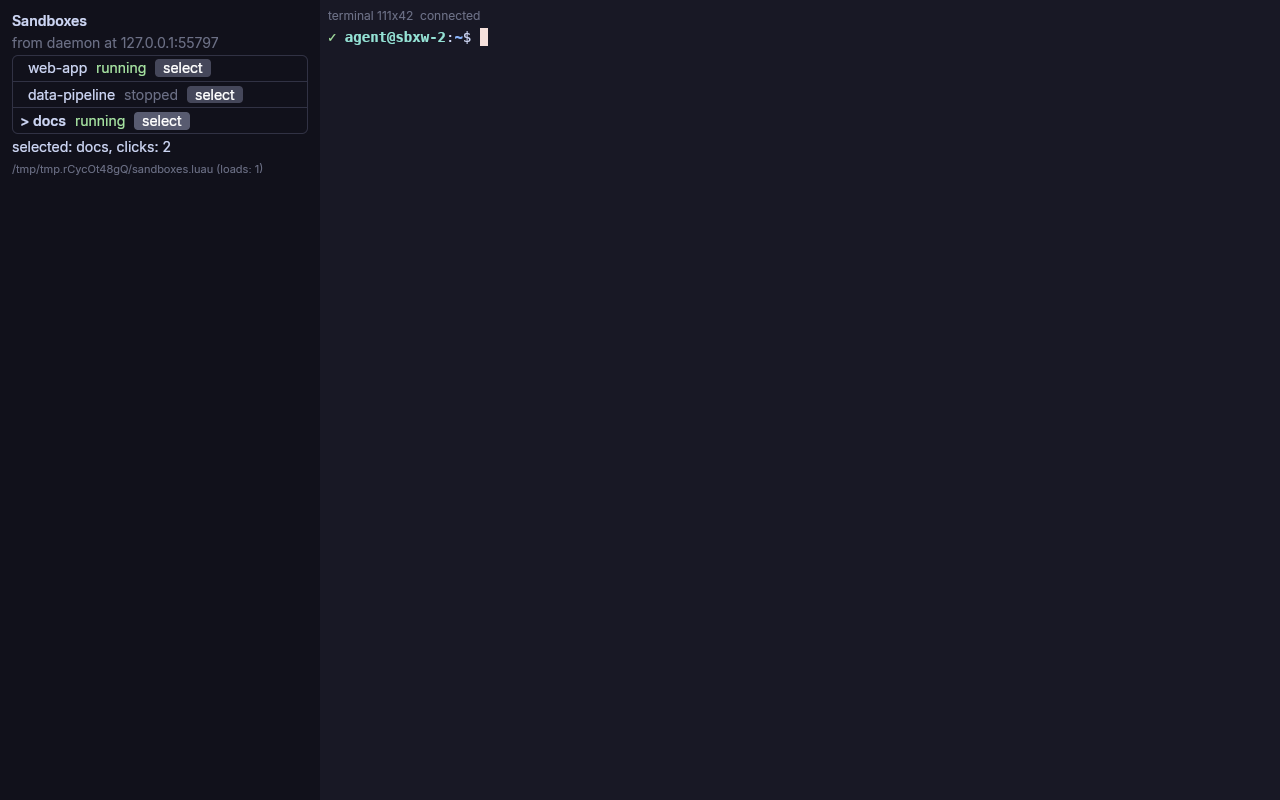 Sandboxes
from daemon at 127.0.0.1:55797
web-app running select
data-pipeline stopped select
> docs running select
selected: docs, clicks: 2
/tmp/tmp.rCycOt48gQ/sandboxes.luau (loads: 1)
terminal 111x42 connected
✓ agent@sbxw-2:~$